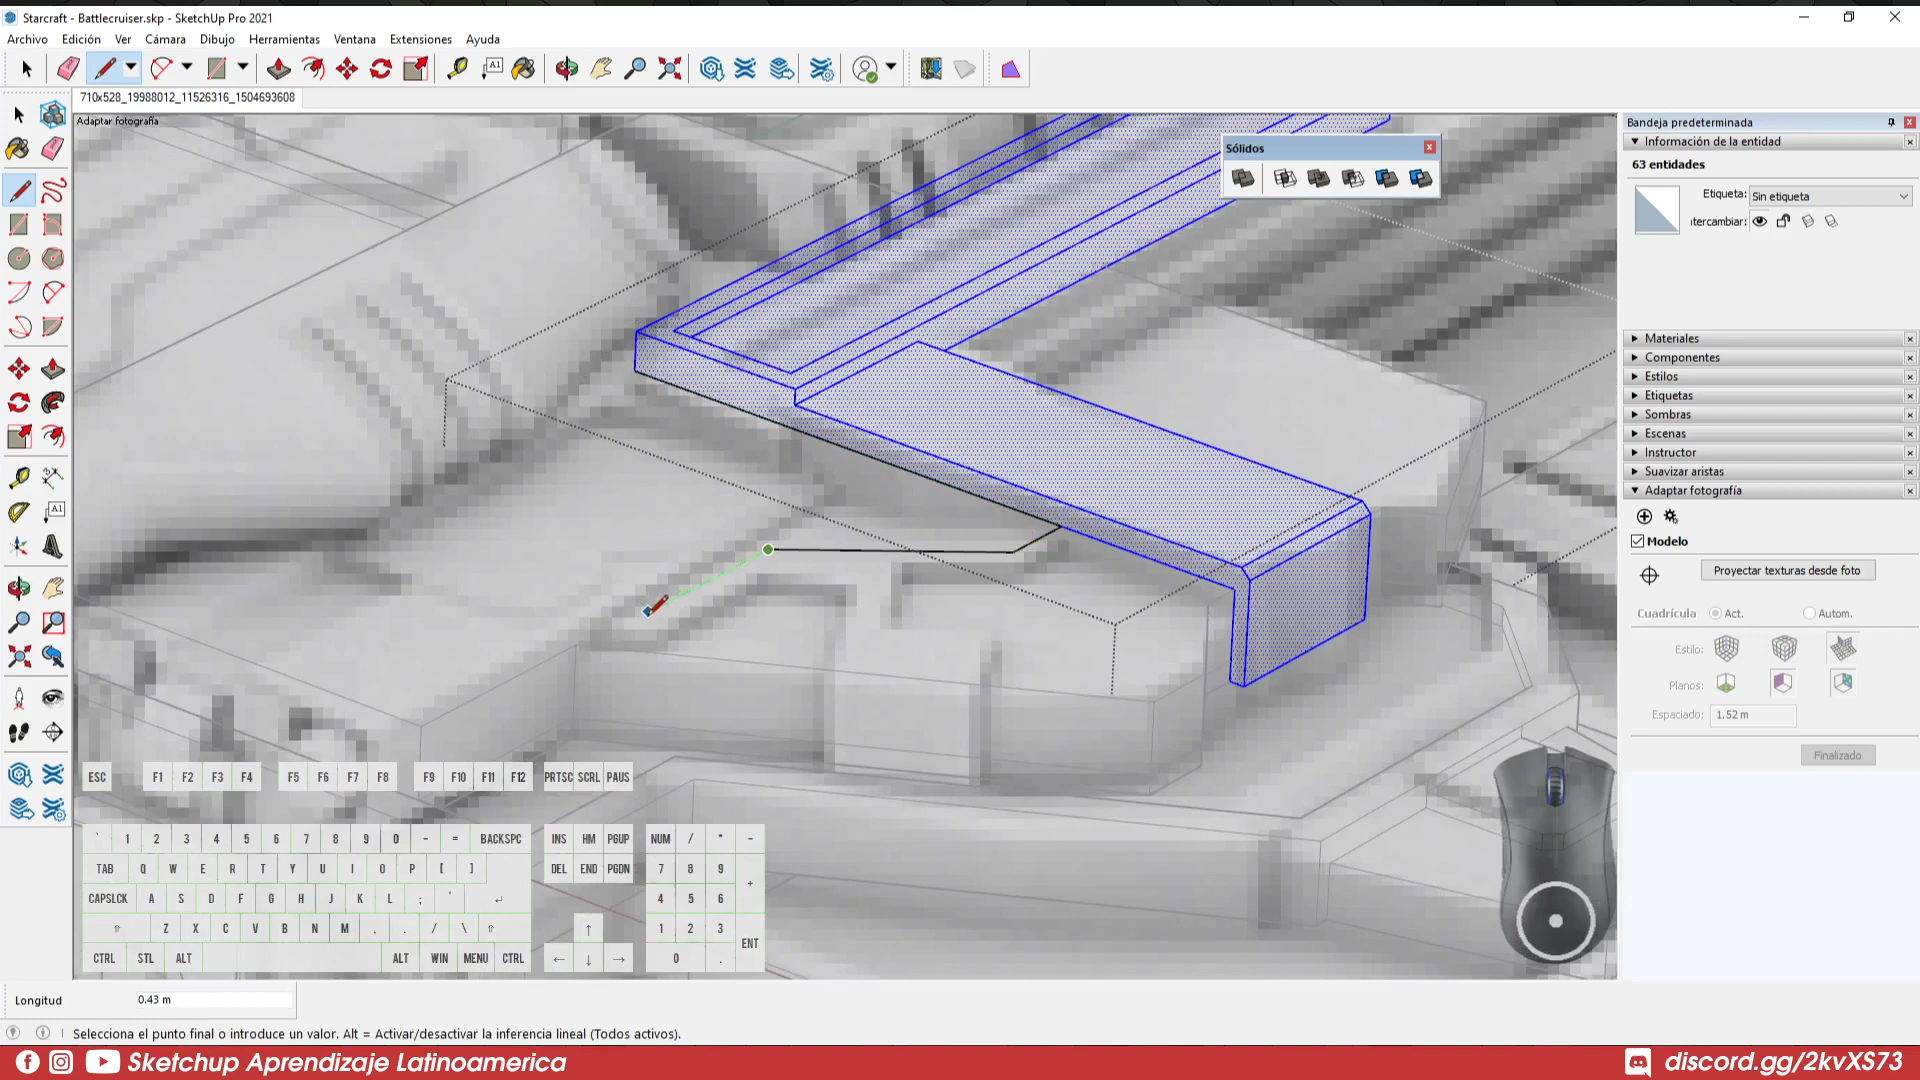 Starcraft - Battlecruiser.skp - SketchUp Pro 2021
Archivo Edición Ver Cámara Dibujo Herramientas Ventana Extensiones Ayuda
A1
710x528_19988012_11526316_1504693608
Adaptar fotografía
Sólidos
A1
Bandeja predeterminada
Información de la entidad
63 entidades
Etiqueta: Sin etiqueta
ıtercambiar:
Materiales
Componentes
Estilos
Etiquetas
Sombras
Escenas
Instructor
Suavizar aristas
Adaptar fotografía
Modelo
Proyectar texturas desde foto
Cuadrícula Act. Autom.
Estilo:
Planos:
Espaciado: 1.52 m
Finalizado
ESC F1 F2 F3 F4 F5 F6 F7 F8 F9 F10 F11 F12 PRTSC SCRL PAUS
` 1 2 3 4 5 6 7 8 9 0 - = BACKSPC INS HM PGUP NUM / * -
TAB Q W E R T Y U I O P [ ] DEL END PGDN 7 8 9 +
CAPSLCK A S D F G H J K L ; ' ↵ 4 5 6
⇧ Z X C V B N M , . / \ ⇧ ↑ 1 2 3 ENT
CTRL STL ALT ALT WIN MENU CTRL ← ↓ → 0 .
Longitud 0.43 m
Selecciona el punto final o introduce un valor. Alt = Activar/desactivar la inferencia lineal (Todos activos).
Sketchup Aprendizaje Latinoamerica
discord.gg/2kvXS73